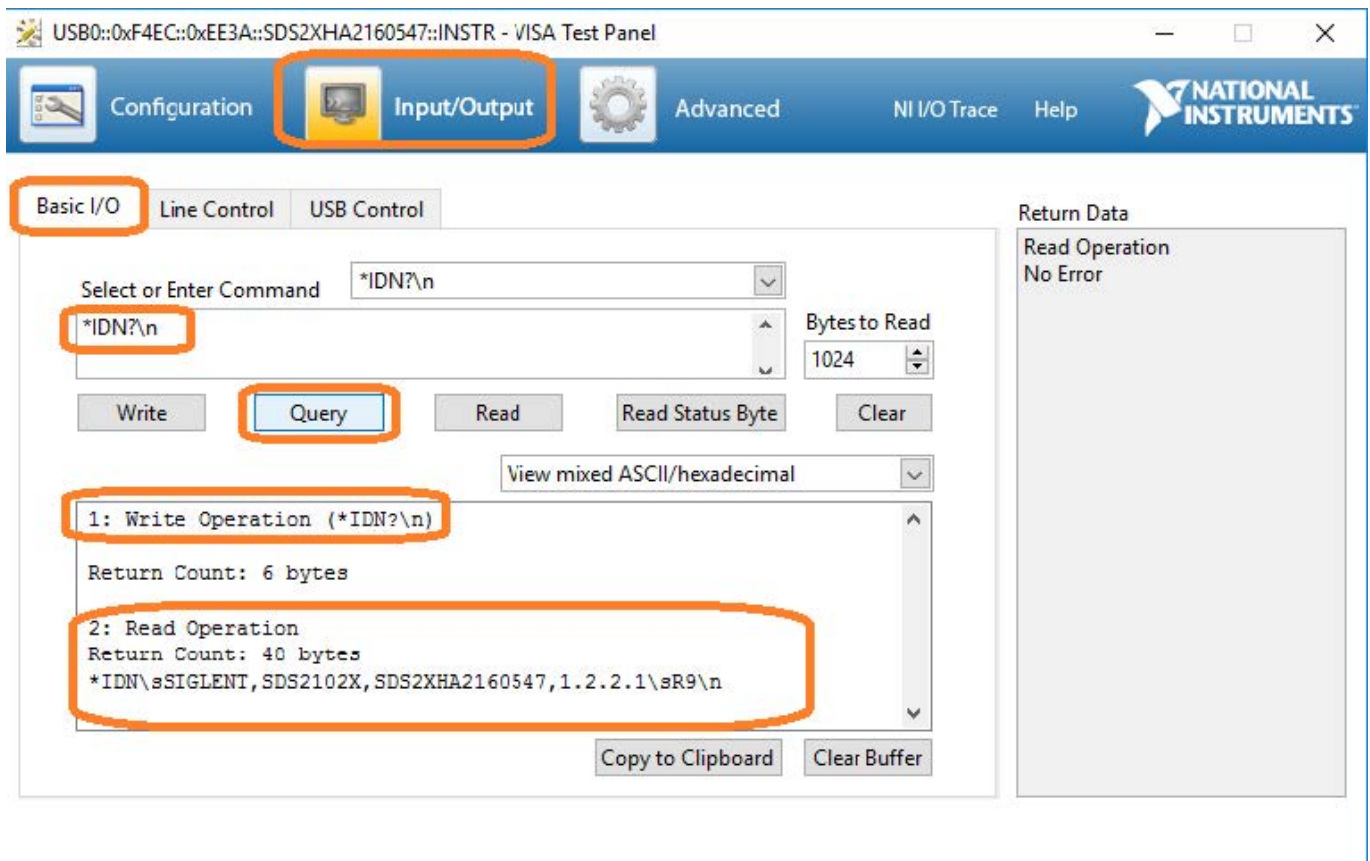 USB0::0xF4EC::0xEE3A::SDS2XHA2160547::INSTR - VISA Test Panel
Configuration Input/Output Advanced NI I/O Trace Help NATIONAL INSTRUMENTS
Basic I/O Line Control USB Control
Select or Enter Command *IDN?\n
*IDN?\n
Bytes to Read
1024
Write Query Read Read Status Byte Clear
View mixed ASCII/hexadecimal
1: Write Operation (*IDN?\n)
Return Count: 6 bytes
2: Read Operation
Return Count: 40 bytes
*IDN\sSIGLENT,SDS2102X,SDS2XHA2160547,1.2.2.1\sR9\n
Copy to Clipboard Clear Buffer
Return Data
Read Operation
No Error